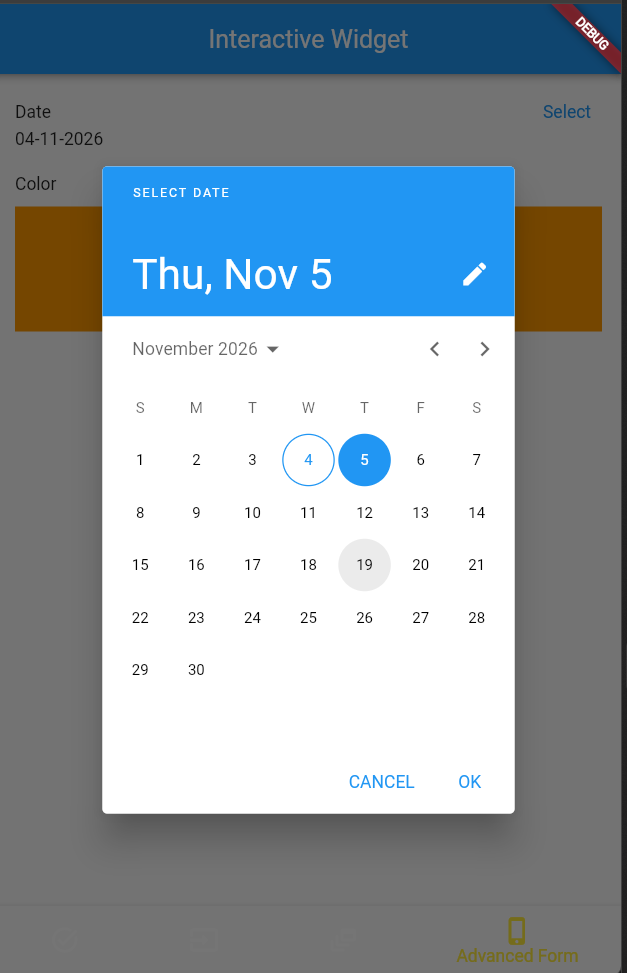 Interactive Widget
DEBUG
Date
Select
04-11-2026
Color
SELECT DATE
Thu, Nov 5
November 2026
S M T W T F S
1 2 3 4 5 6 7
8 9 10 11 12 13 14
15 16 17 18 19 20 21
22 23 24 25 26 27 28
29 30
CANCEL OK
Advanced Form